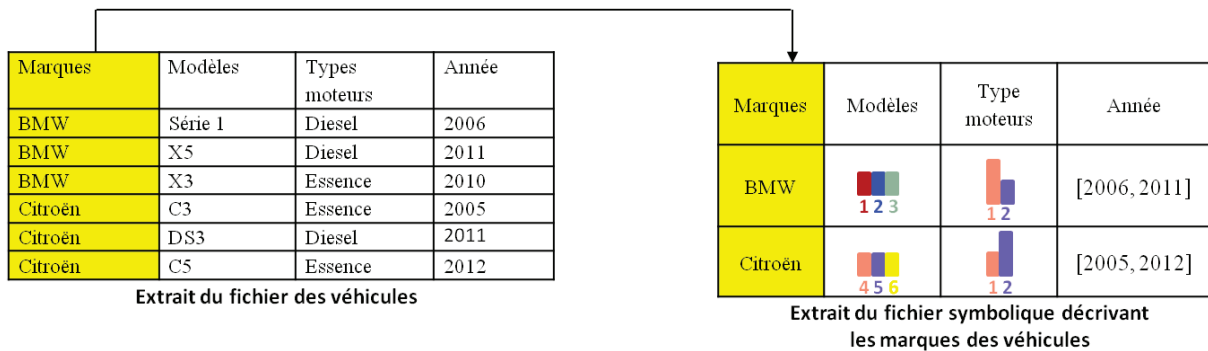 Marques Modèles Types moteurs Année
BMW Série 1 Diesel 2006
BMW X5 Diesel 2011
BMW X3 Essence 2010
Citroën C3 Essence 2005
Citroën DS3 Diesel 2011
Citroën C5 Essence 2012
Extrait du fichier des véhicules
Marques Modèles Type moteurs Année
BMW 1 2 3 1 2 [2006, 2011]
Citroën 4 5 6 1 2 [2005, 2012]
Extrait du fichier symbolique décrivant
les marques des véhicules